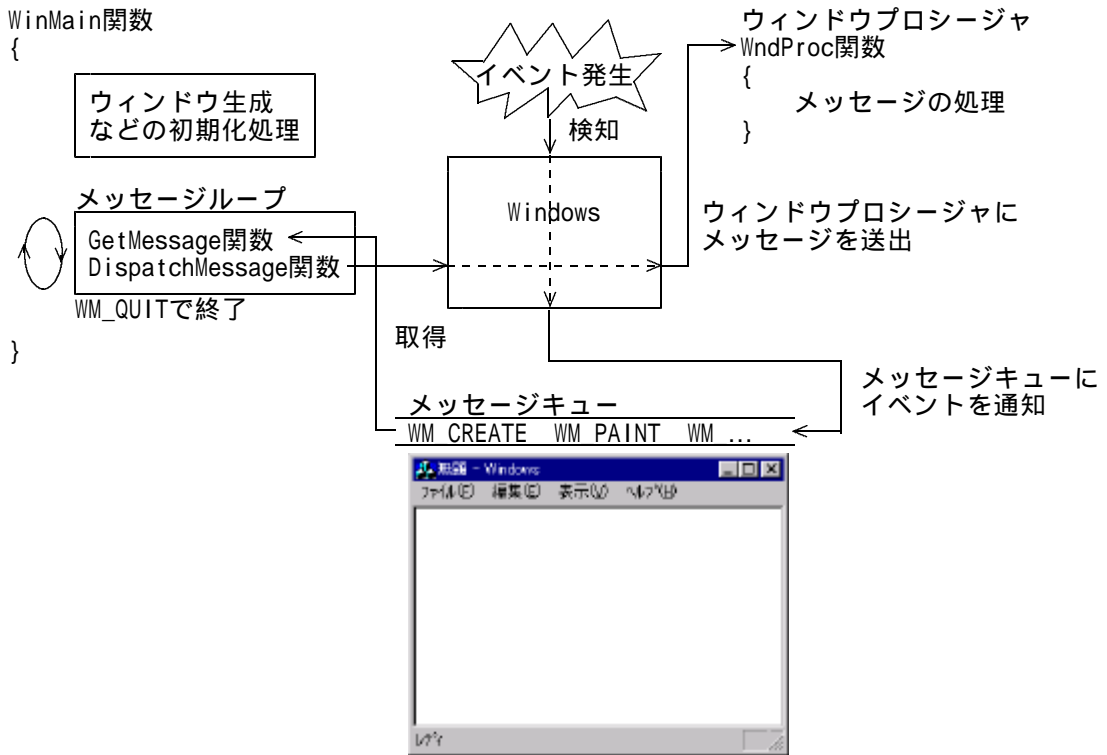 WinMain関数
{
ウィンドウ生成
などの初期化処理
メッセージループ
GetMessage関数
DispatchMessage関数
WM_QUITで終了
}
イベント発生
検知
Windows
ウィンドウプロシージャ
WndProc関数
{
メッセージの処理
}
ウィンドウプロシージャに
メッセージを送出
取得
メッセージキューに
イベントを通知
メッセージキュー
WM_CREATE WM_PAINT WM_...
無題 - Windows
ファイル(F) 編集(E) 表示(V) ヘルプ(H)
レディ